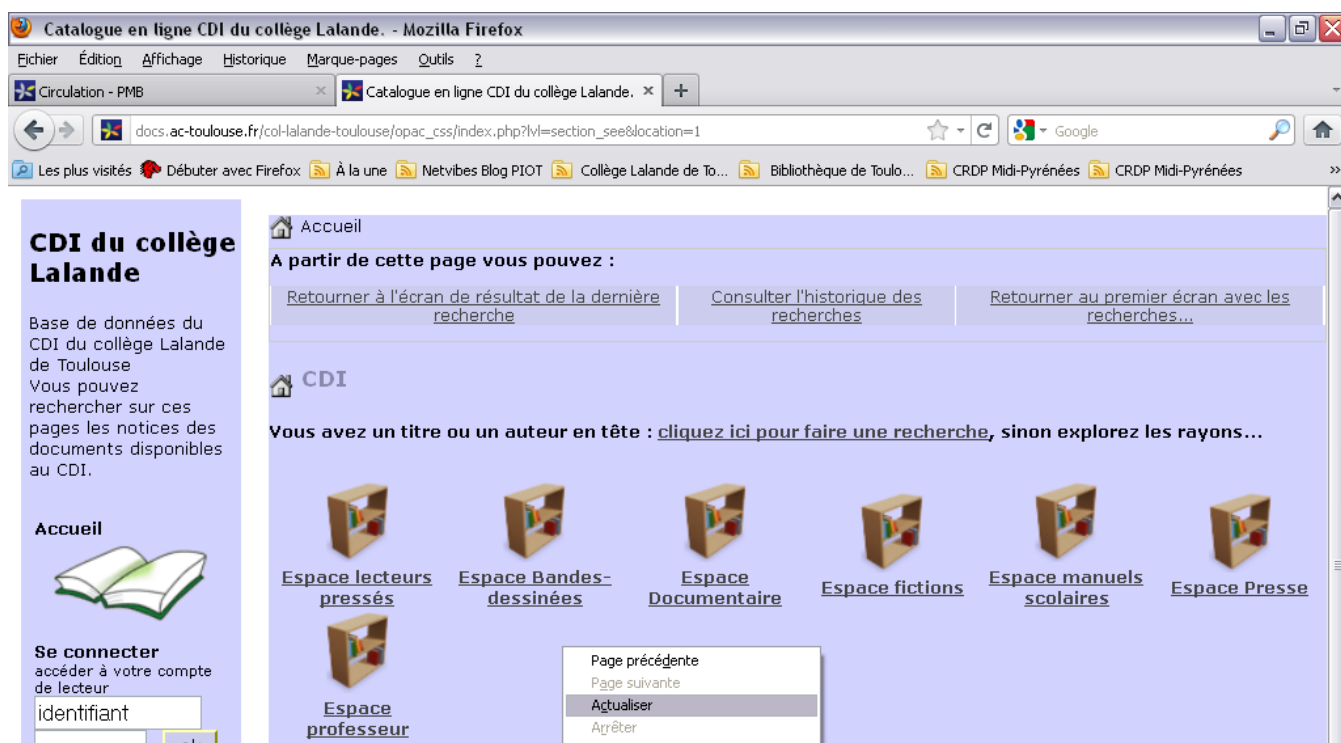 Catalogue en ligne CDI du collège Lalande. - Mozilla Firefox
Fichier Édition Affichage Historique Marque-pages Outils ?
Circulation - PMB
Catalogue en ligne CDI du collège Lalande.
docs.ac-toulouse.fr/col-lalande-toulouse/opac_css/index.php?lvl=section_see&location=1
Google
Les plus visités Débuter avec Firefox À la une Netvibes Blog PIOT Collège Lalande de To... Bibliothèque de Toulo... CRDP Midi-Pyrénées CRDP Midi-Pyrénées »
CDI du collège
Lalande
Base de données du
CDI du collège Lalande
de Toulouse
Vous pouvez
rechercher sur ces
pages les notices des
documents disponibles
au CDI.
Accueil
Se connecter
accéder à votre compte
de lecteur
identifiant
Accueil
A partir de cette page vous pouvez :
Retourner à l'écran de résultat de la dernière
recherche
Consulter l'historique des
recherches
Retourner au premier écran avec les
recherches...
CDI
Vous avez un titre ou un auteur en tête : cliquez ici pour faire une recherche, sinon explorez les rayons...
Espace lecteurs
pressés
Espace Bandes-
dessinées
Espace
Documentaire
Espace fictions
Espace manuels
scolaires
Espace Presse
Espace
professeur
Page précédente
Page suivante
Actualiser
Arrêter